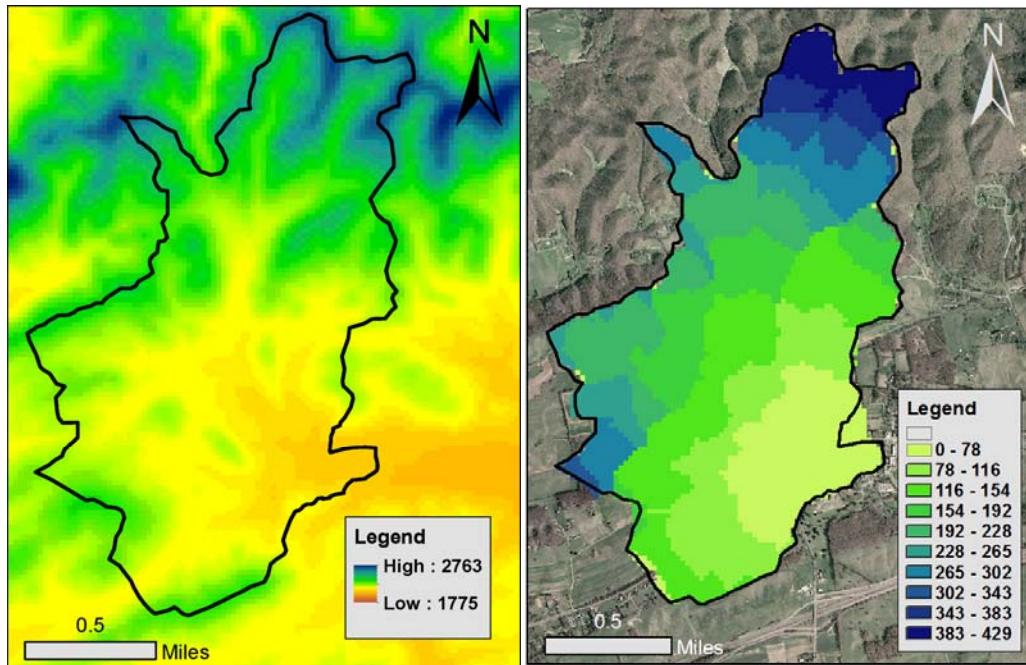 N
Legend
High : 2763
Low : 1775
0.5
Miles
N
Legend
0 - 78
78 - 116
116 - 154
154 - 192
192 - 228
228 - 265
265 - 302
302 - 343
343 - 383
383 - 429
0.5
Miles